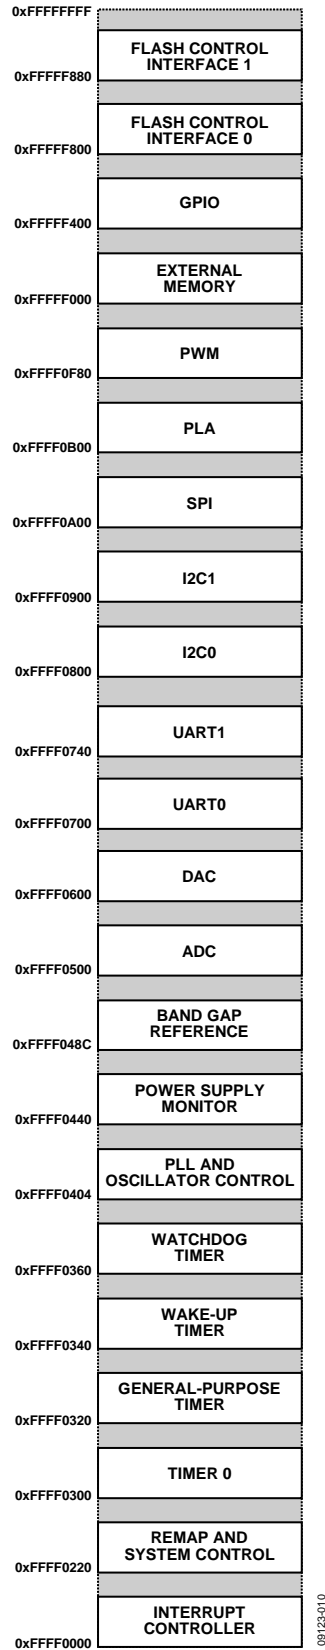 0xFFFFFFFF
FLASH CONTROL
INTERFACE 1
0xFFFFF880
FLASH CONTROL
INTERFACE 0
0xFFFFF800
GPIO
0xFFFFF400
EXTERNAL
MEMORY
0xFFFFF000
PWM
0xFFFF0F80
PLA
0xFFFF0B00
SPI
0xFFFF0A00
I2C1
0xFFFF0900
I2C0
0xFFFF0800
UART1
0xFFFF0740
UART0
0xFFFF0700
DAC
0xFFFF0600
ADC
0xFFFF0500
BAND GAP
REFERENCE
0xFFFF048C
POWER SUPPLY
MONITOR
0xFFFF0440
PLL AND
OSCILLATOR CONTROL
0xFFFF0404
WATCHDOG
TIMER
0xFFFF0360
WAKE-UP
TIMER
0xFFFF0340
GENERAL-PURPOSE
TIMER
0xFFFF0320
TIMER 0
0xFFFF0300
REMAP AND
SYSTEM CONTROL
0xFFFF0220
INTERRUPT
CONTROLLER
0xFFFF0000
09123-010